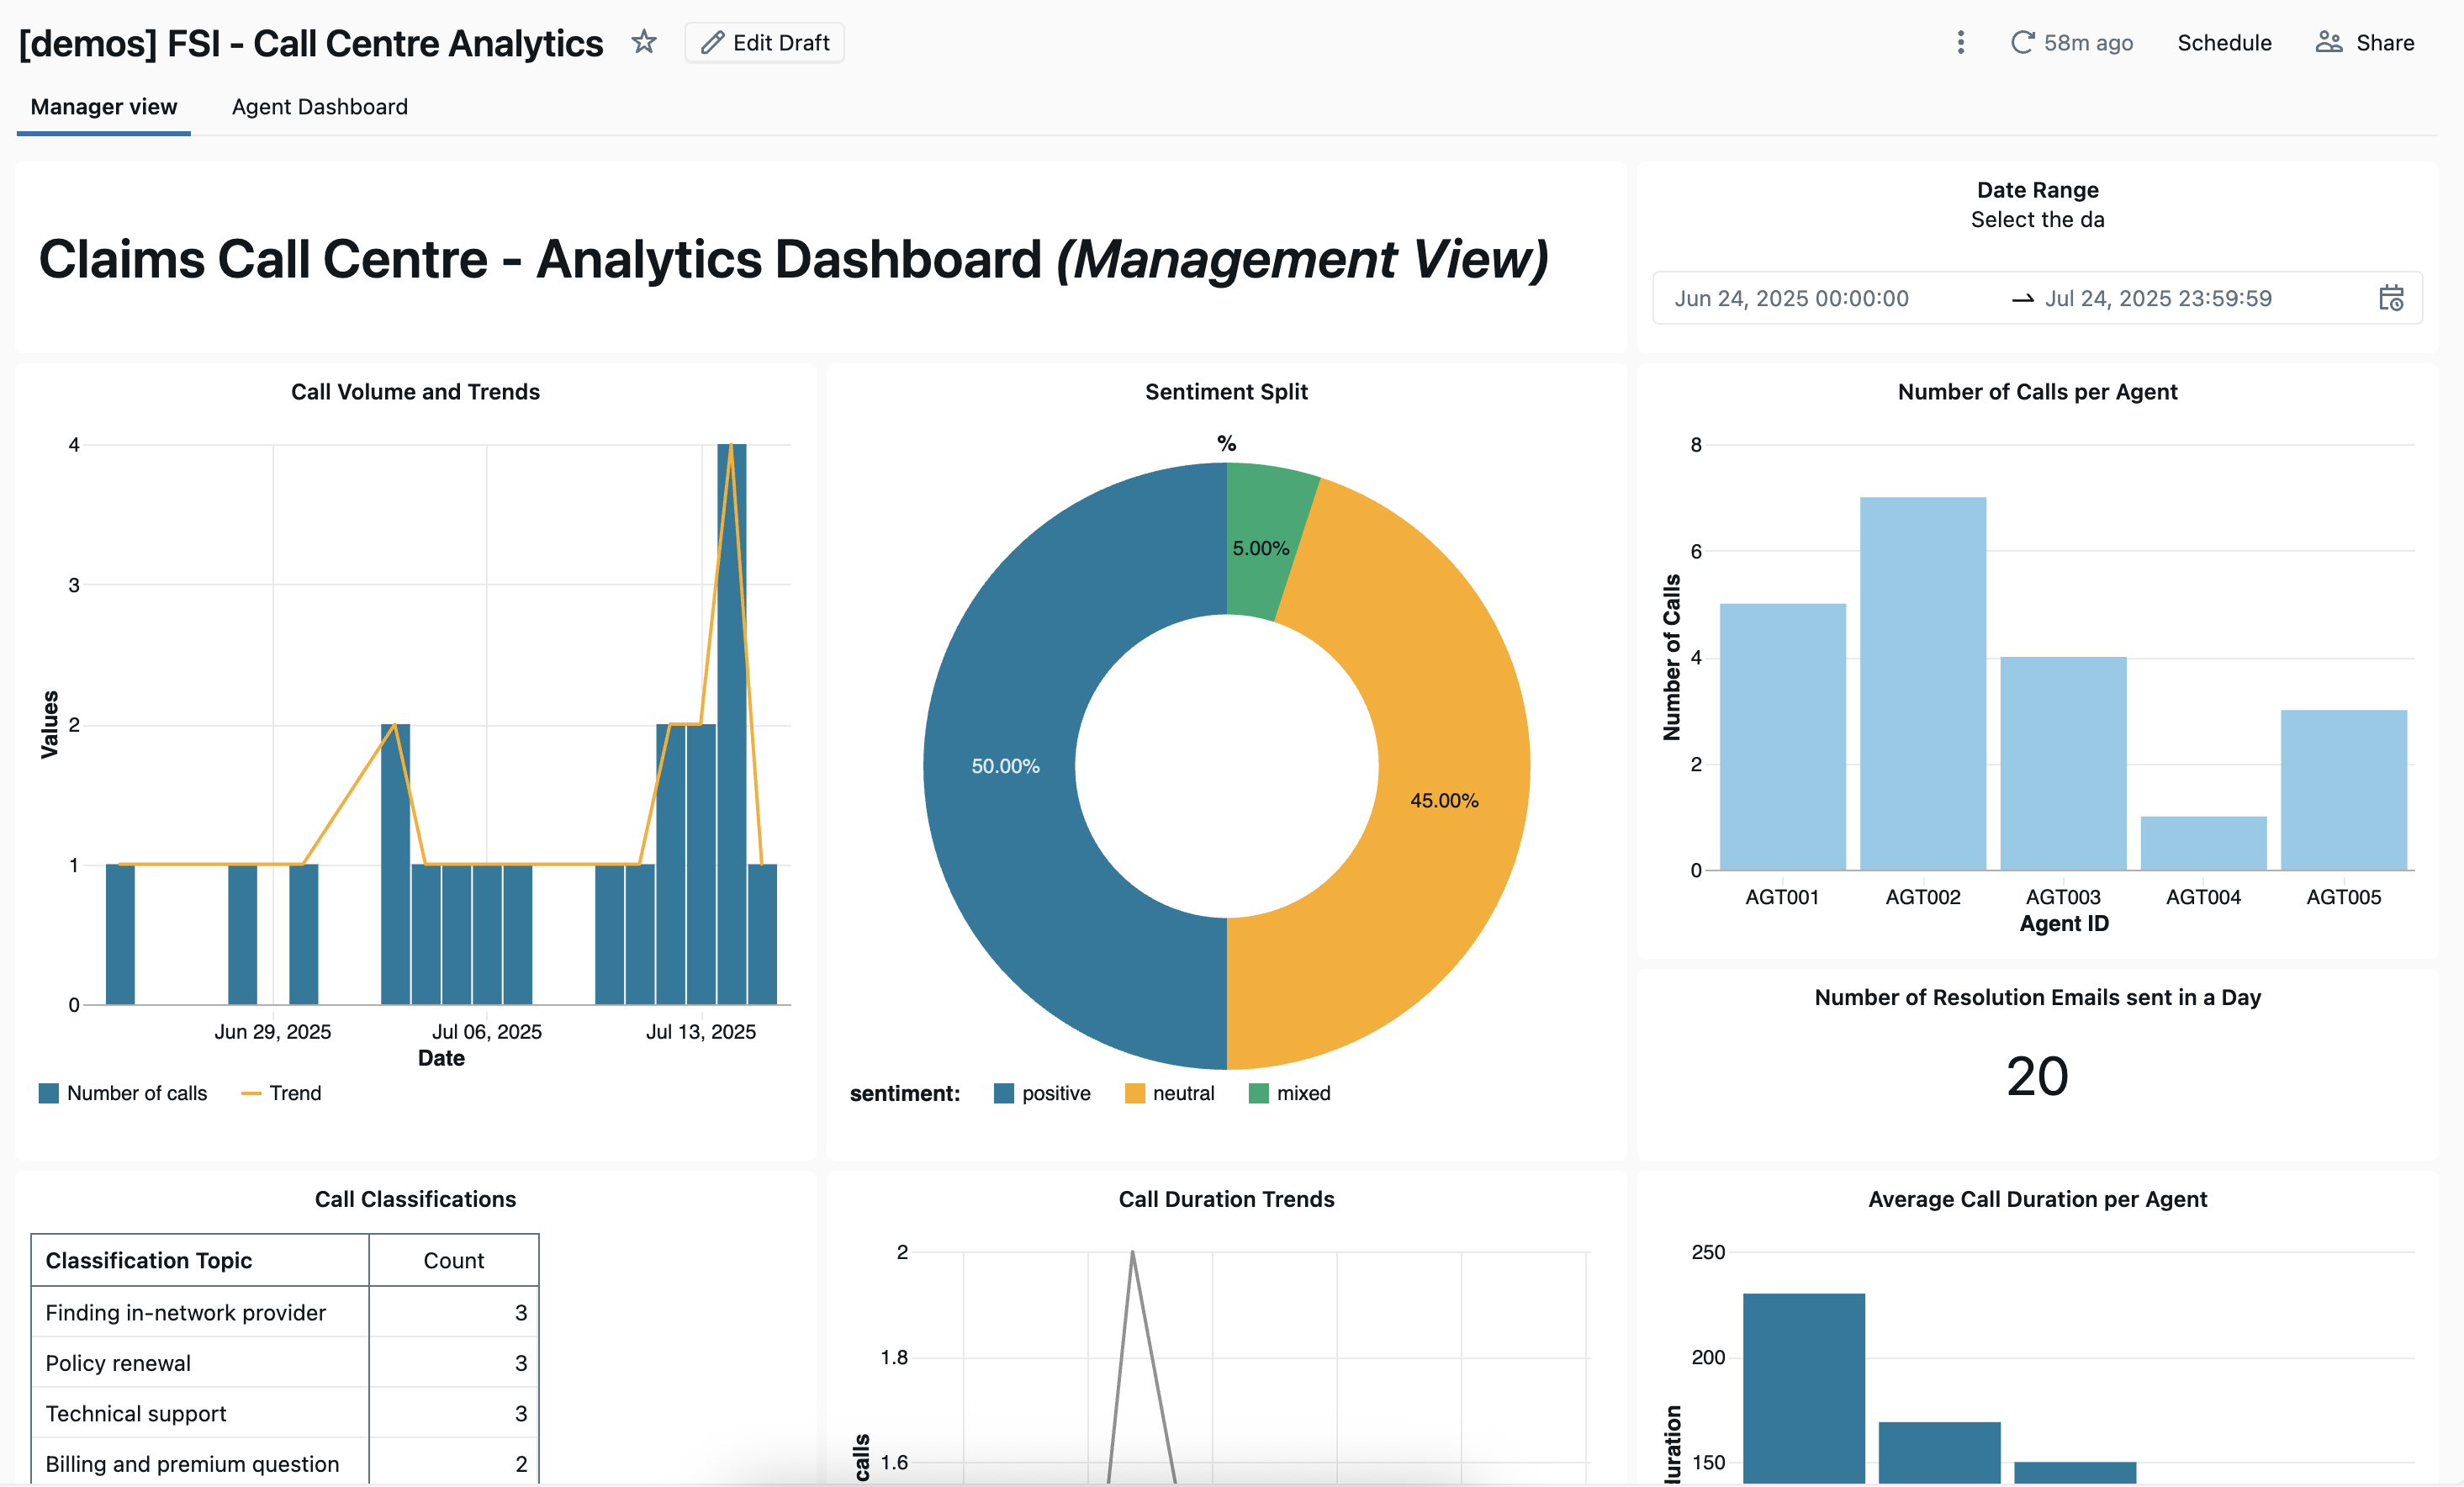 [demos] FSI - Call Centre Analytics
Edit Draft
58m ago
Schedule
Share
Manager view
Agent Dashboard
Claims Call Centre - Analytics Dashboard (Management View)
Date Range
Select the da
Jun 24, 2025 00:00:00
Jul 24, 2025 23:59:59
Call Volume and Trends
4
3
2
1
0
Values
Jun 29, 2025
Jul 06, 2025
Jul 13, 2025
Date
Number of calls
Trend
Sentiment Split
%
5.00%
50.00%
45.00%
sentiment:
positive
neutral
mixed
Number of Calls per Agent
8
6
4
2
0
Number of Calls
AGT001
AGT002
AGT003
AGT004
AGT005
Agent ID
Number of Resolution Emails sent in a Day
20
Call Classifications
Classification Topic
Count
Finding in-network provider
3
Policy renewal
3
Technical support
3
Billing and premium question
2
Call Duration Trends
2
1.8
1.6
calls
Average Call Duration per Agent
250
200
150